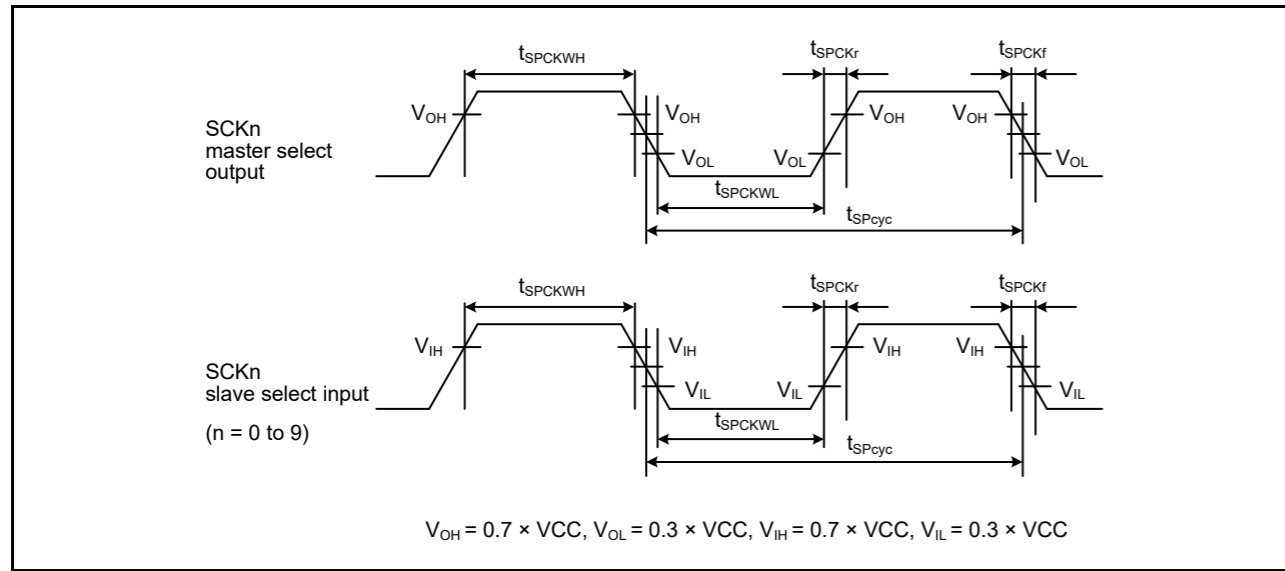 tSPCKWH
tSPCKr
tSPCKf
VOH
VOH
VOH
VOH
SCKn
master select
output
VOL
VOL
VOL
tSPCKWL
tSPcyc
tSPCKWH
tSPCKr
tSPCKf
VIH
VIH
VIH
VIH
SCKn
slave select input
(n = 0 to 9)
VIL
VIL
VIL
tSPCKWL
tSPcyc
VOH = 0.7 × VCC, VOL = 0.3 × VCC, VIH = 0.7 × VCC, VIL = 0.3 × VCC